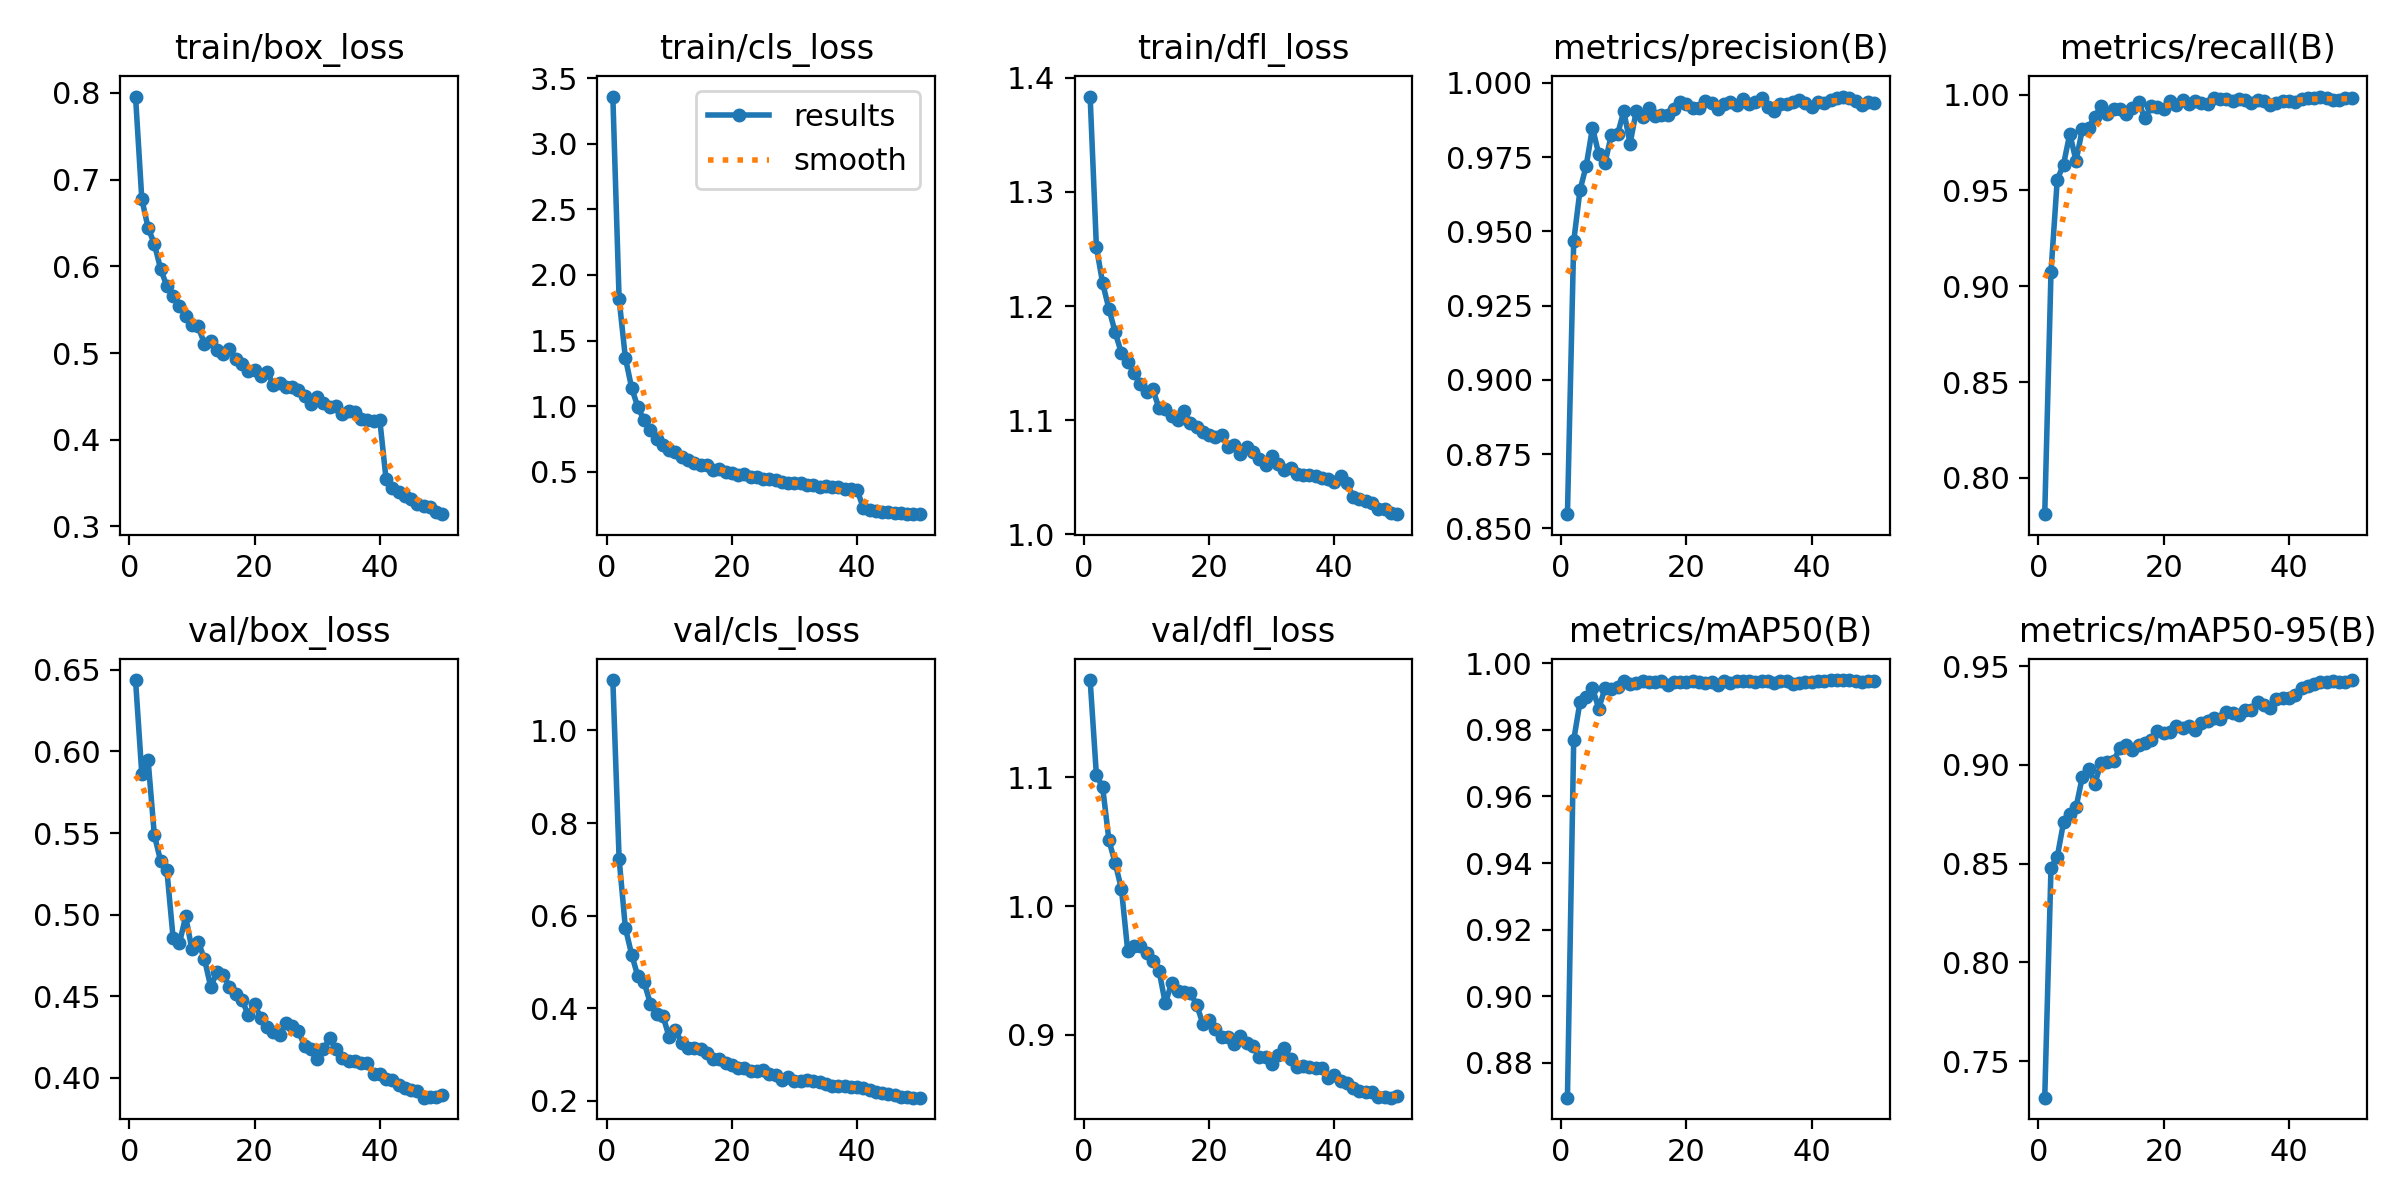 train/box_loss
0.8
0.7
0.6
0.5
0.4
0.3
0 20 40
train/cls_loss
3.5
3.0
2.5
2.0
1.5
1.0
0.5
0 20 40
results
smooth
train/dfl_loss
1.4
1.3
1.2
1.1
1.0
0 20 40
metrics/precision(B)
1.000
0.975
0.950
0.925
0.900
0.875
0.850
0 20 40
metrics/recall(B)
1.00
0.95
0.90
0.85
0.80
0 20 40
val/box_loss
0.65
0.60
0.55
0.50
0.45
0.40
0 20 40
val/cls_loss
1.0
0.8
0.6
0.4
0.2
0 20 40
val/dfl_loss
1.1
1.0
0.9
0 20 40
metrics/mAP50(B)
1.00
0.98
0.96
0.94
0.92
0.90
0.88
0 20 40
metrics/mAP50-95(B)
0.95
0.90
0.85
0.80
0.75
0 20 40